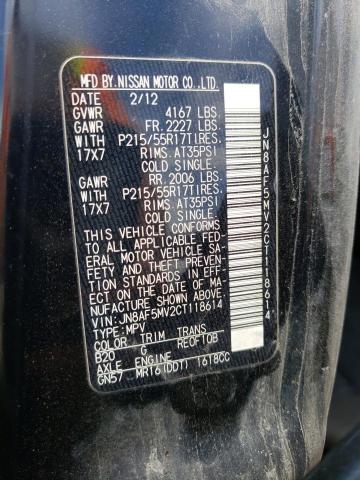 MFD BY.NISSAN MOTOR CO.,LTD.
DATE 2/12
GVWR 4167 LBS.
GAWR FR. 2227 LBS.
WITH P215/55R17TIRES.
17X7 RIMS. AT35PSI
COLD SINGLE.
GAWR RR. 2006 LBS.
WITH P215/55R17TIRES.
17X7 RIMS. AT35PSI
COLD SINGLE.
THIS VEHICLE CONFORMS
TO ALL APPLICABLE FED-
ERAL MOTOR VEHICLE SA-
FETY AND THEFT PREVEN-
TION STANDARDS IN EFF-
ECT ON THE DATE OF MA-
NUFACTURE SHOWN ABOVE.
VIN:JN8AF5MV2CT118614
TYPE:MPV
COLOR TRIM TRANS
B20 G RE0F10B
AXLE ENGINE
GN57 MR16(DDT) 1618CC
JN8AF5MV2CT118614